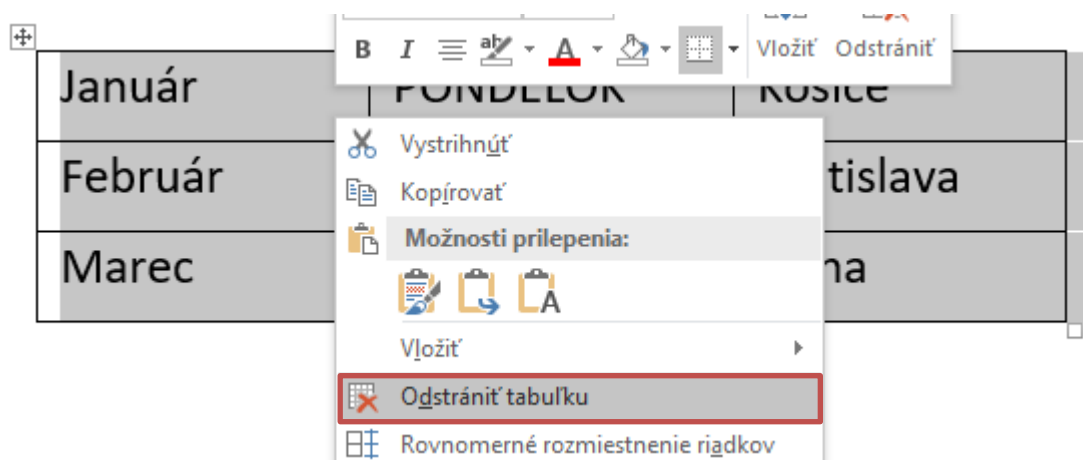 B I ab A Vložiť Odstrániť
Január PONDELOK Košice
Vystrihnúť
Február tislava
Kopírovať
Možnosti prilepenia:
Marec na
A
Vložiť
Odstrániť tabuľku
Rovnomerné rozmiestnenie riadkov